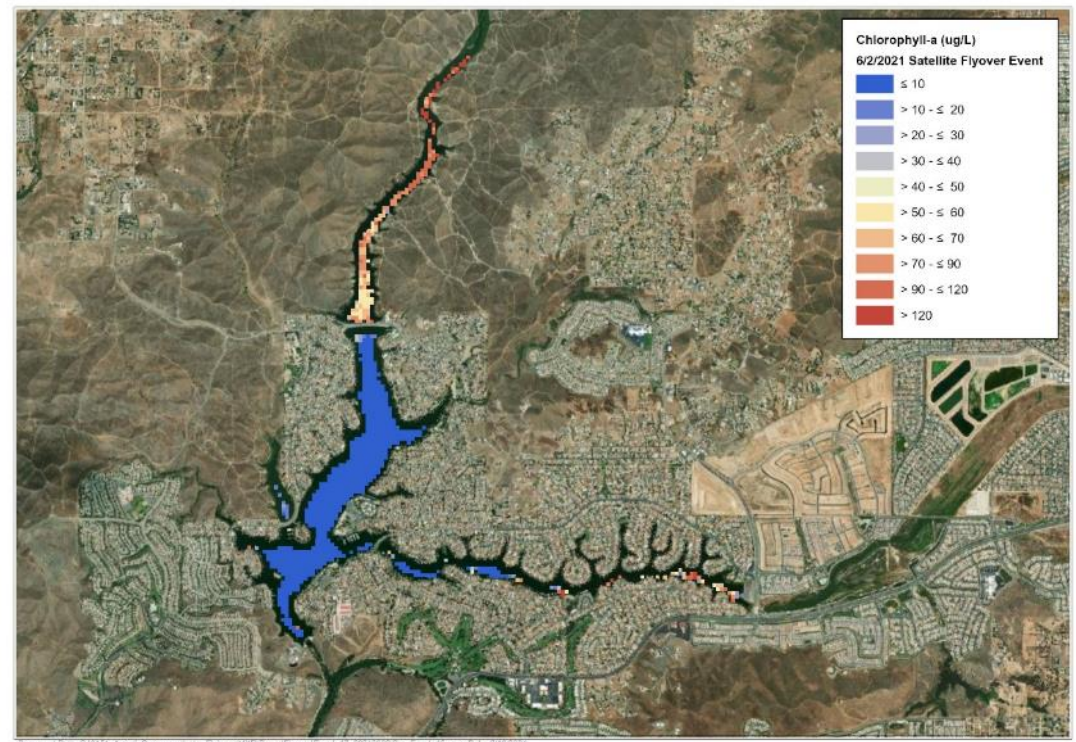 Chlorophyll-a (ug/L)
6/2/2021 Satellite Flyover Event
≤ 10
> 10 - ≤ 20
> 20 - ≤ 30
> 30 - ≤ 40
> 40 - ≤ 50
> 50 - ≤ 60
> 60 - ≤ 70
> 70 - ≤ 90
> 90 - ≤ 120
> 120